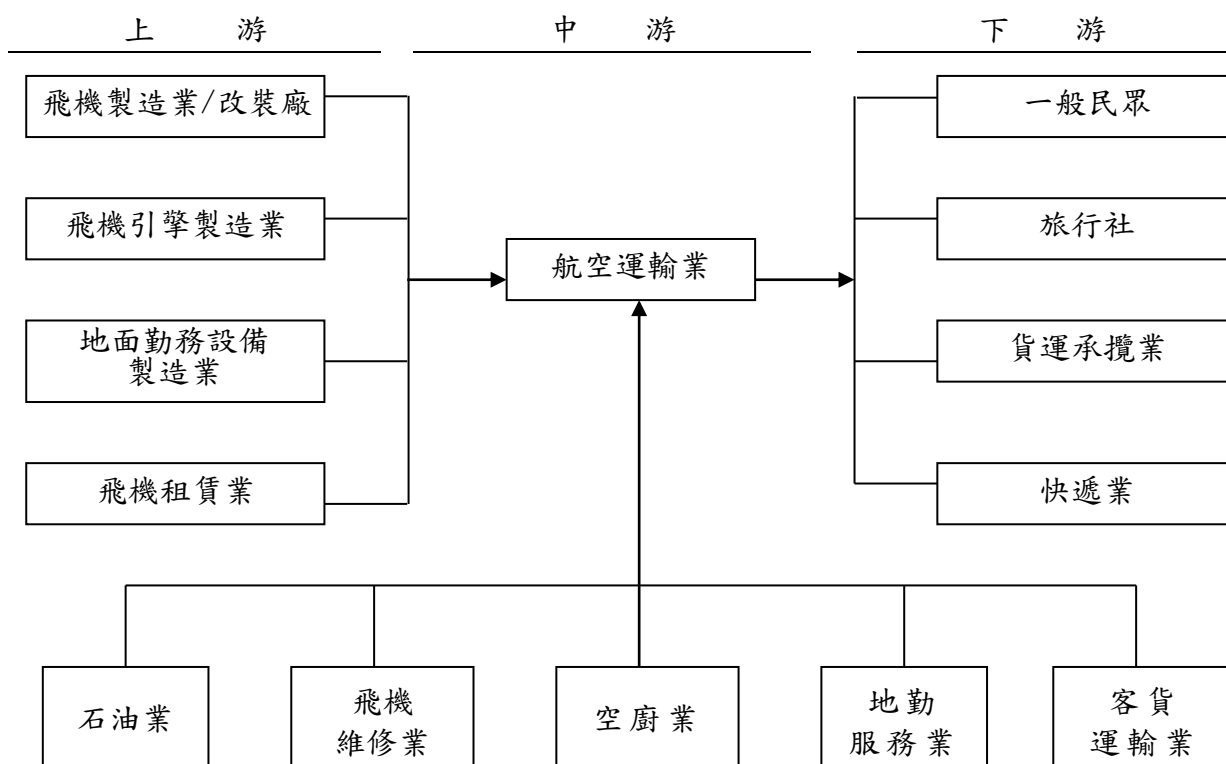 上 游
中 游
下 游
飛機製造業/改裝廠
一般民眾
飛機引擎製造業
旅行社
航空運輸業
地面勤務設備
製造業
貨運承攬業
飛機租賃業
快遞業
石油業
飛機
維修業
空廚業
地勤
服務業
客貨
運輸業